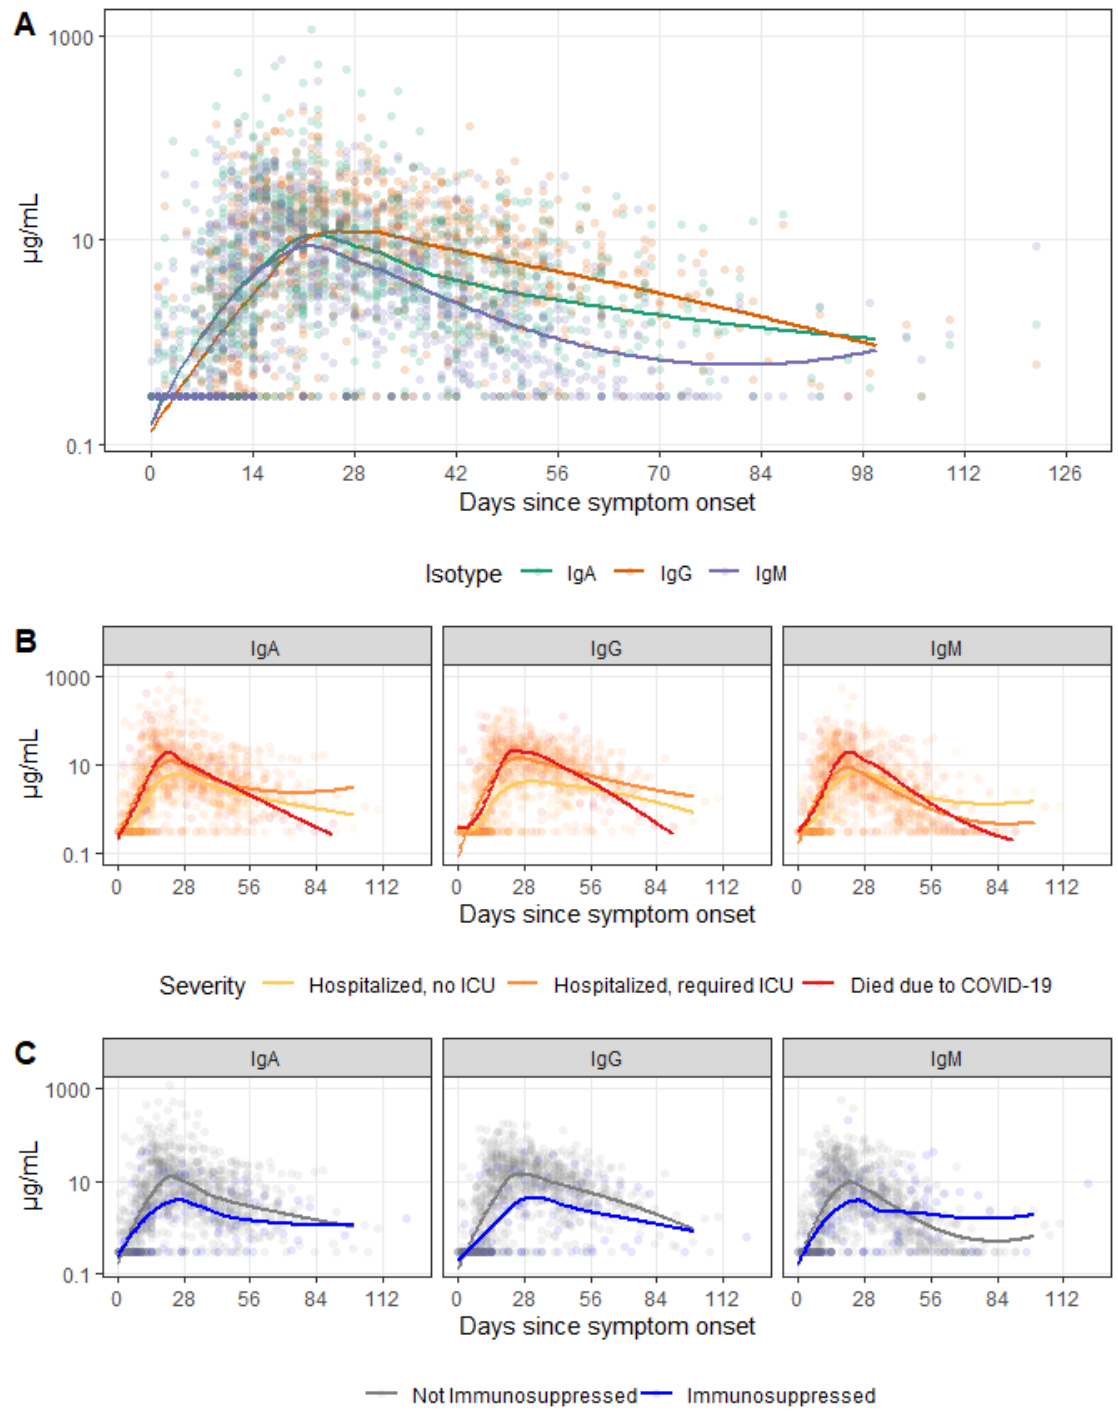 A
1000
10
0.1
µg/mL
0 14 28 42 56 70 84 98 112 126
Days since symptom onset
Isotype IgA IgG IgM
B
IgA IgG IgM
1000
10
0.1
µg/mL
0 28 56 84 112 0 28 56 84 112 0 28 56 84 112
Days since symptom onset
Severity Hospitalized, no ICU Hospitalized, required ICU Died due to COVID-19
C
IgA IgG IgM
1000
10
0.1
µg/mL
0 28 56 84 112 0 28 56 84 112 0 28 56 84 112
Days since symptom onset
Not Immunosuppressed Immunosuppressed